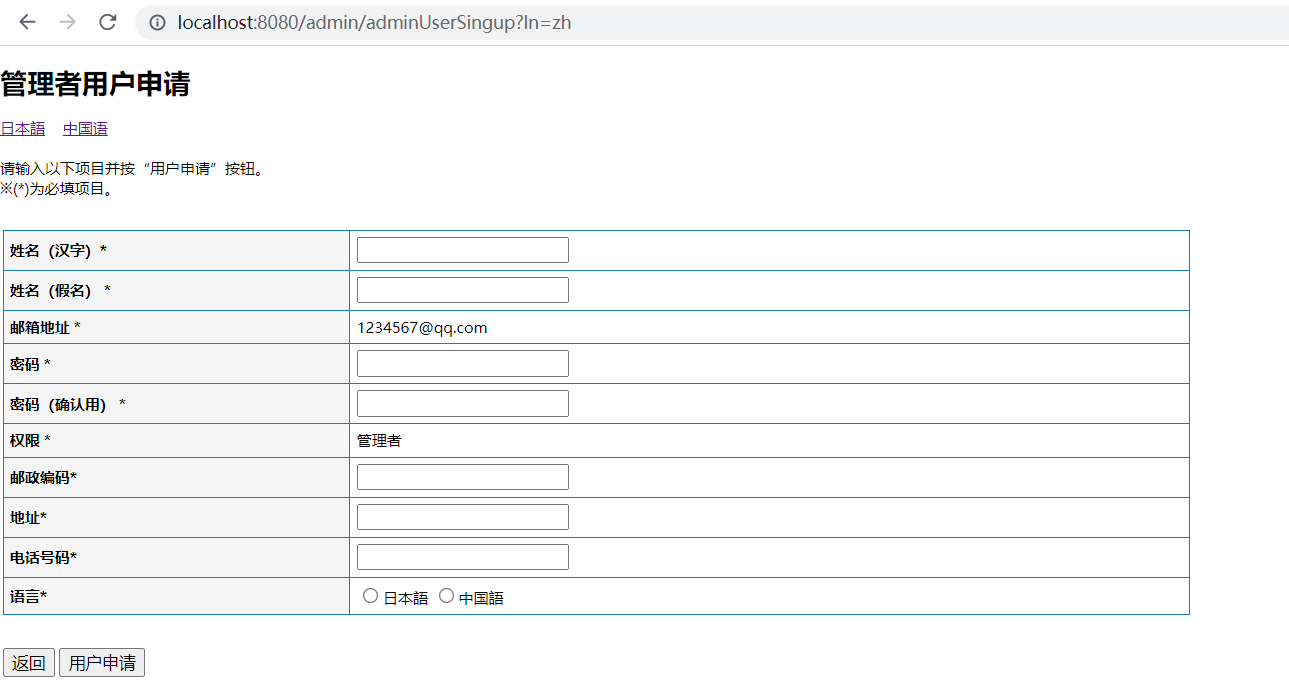 localhost:8080/admin/adminUserSingup?ln=zh
管理者用户申请
日本語 中国语
请输入以下项目并按“用户申请”按钮。
※(*)为必填项目。
姓名（汉字）*
姓名（假名） *
邮箱地址 * 1234567@qq.com
密码 *
密码（确认用） *
权限 * 管理者
邮政编码*
地址*
电话号码*
语言* 日本語 中国語
返回 用户申请